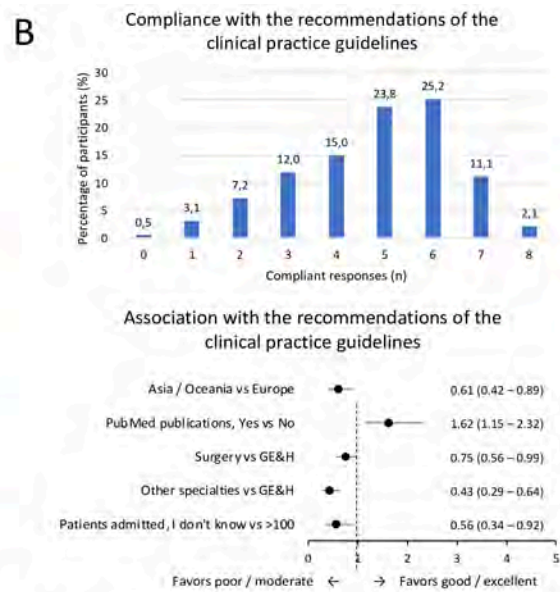 B
Compliance with the recommendations of the
clinical practice guidelines
Percentage of participants (%)
30
25
20
15
10
5
0
0,5
3,1
7,2
12,0
15,0
23,8
25,2
11,1
2,1
0 1 2 3 4 5 6 7 8
Compliant responses (n)
Association with the recommendations of the
clinical practice guidelines
Asia / Oceania vs Europe 0.61 (0.42 – 0.89)
PubMed publications, Yes vs No 1.62 (1.15 – 2.32)
Surgery vs GE&H 0.75 (0.56 – 0.99)
Other specialties vs GE&H 0.43 (0.29 – 0.64)
Patients admitted, I don't know vs >100 0.56 (0.34 – 0.92)
0 1 2 3 4 5
Favors poor / moderate ← → Favors good / excellent